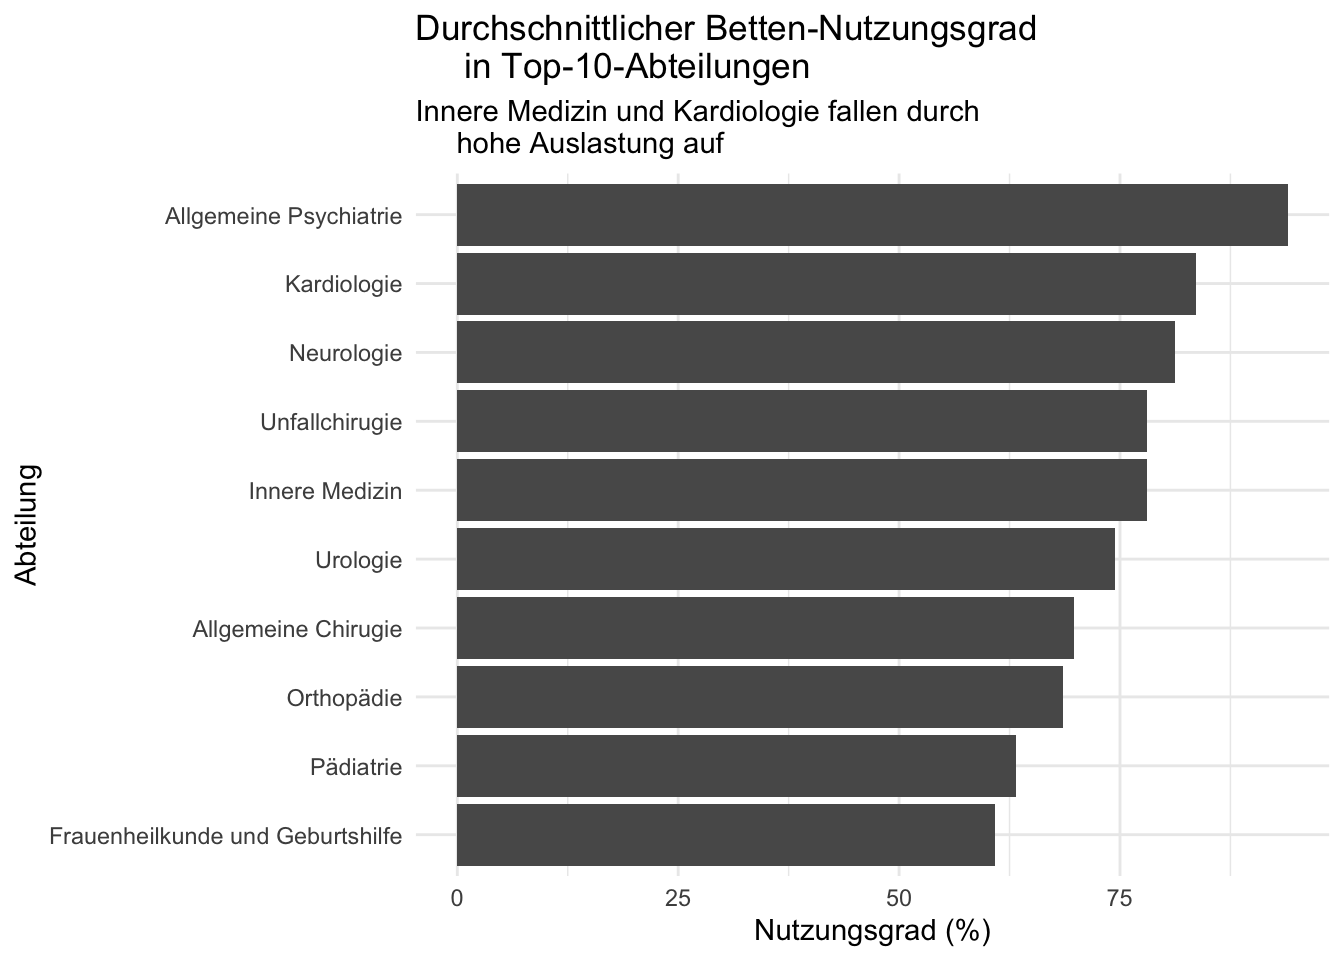 Durchschnittlicher Betten-Nutzungsgrad
in Top-10-Abteilungen
Innere Medizin und Kardiologie fallen durch
hohe Auslastung auf
Allgemeine Psychiatrie
Kardiologie
Neurologie
Unfallchirugie
Innere Medizin
Urologie
Allgemeine Chirugie
Orthopädie
Pädiatrie
Frauenheilkunde und Geburtshilfe
Abteilung
0 25 50 75
Nutzungsgrad (%)